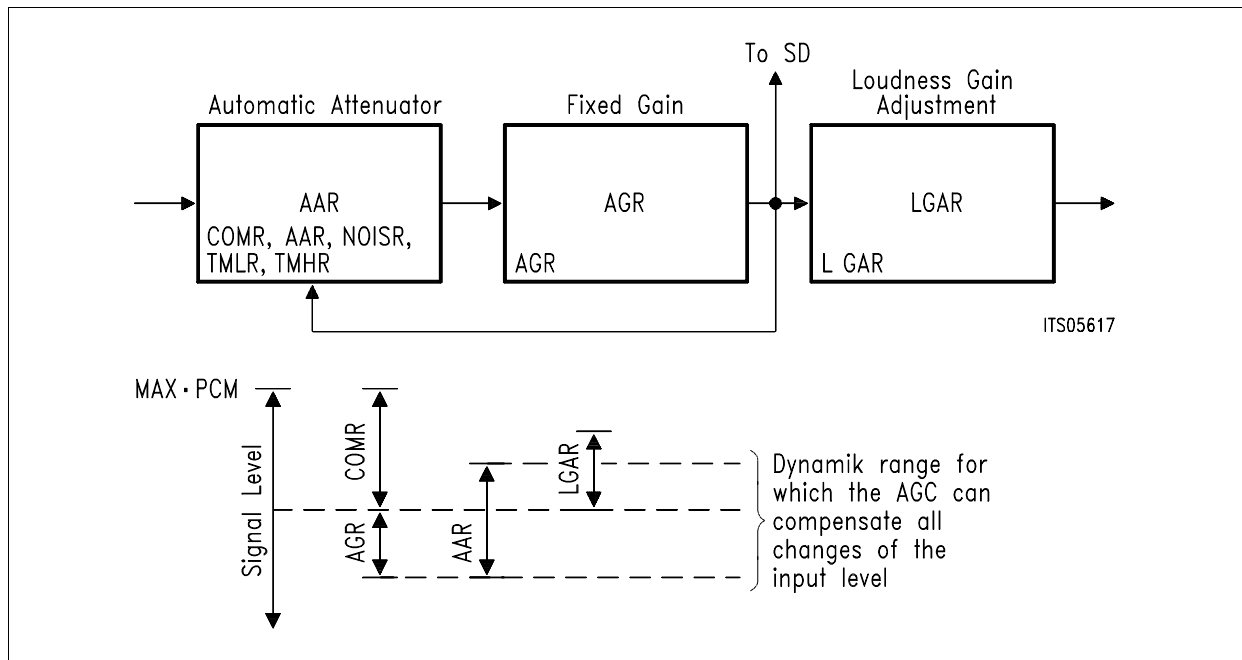 To SD
Automatic Attenuator
Fixed Gain
Loudness Gain
Adjustment
AAR
COMR, AAR, NOISR,
TMLR, TMHR
AGR
AGR
LGAR
L GAR
ITS05617
MAX·PCM
Signal Level
COMR
AGR
AAR
LGAR
Dynamik range for
which the AGC can
compensate all
changes of the
input level